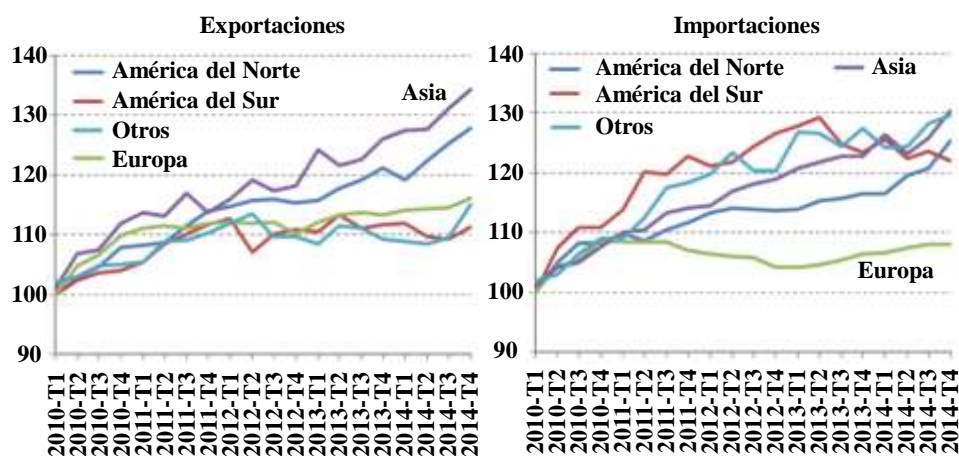 Exportaciones
140
130
120
110
100
90
América del Norte
América del Sur
Otros
Europa
Asia
2010-T1
2010-T2
2010-T3
2010-T4
2011-T1
2011-T2
2011-T3
2011-T4
2012-T1
2012-T2
2012-T3
2012-T4
2013-T1
2013-T2
2013-T3
2013-T4
2014-T1
2014-T2
2014-T3
2014-T4
Importaciones
140
130
120
110
100
90
América del Norte
América del Sur
Otros
Asia
Europa
2010-T1
2010-T2
2010-T3
2010-T4
2011-T1
2011-T2
2011-T3
2011-T4
2012-T1
2012-T2
2012-T3
2012-T4
2013-T1
2013-T2
2013-T3
2013-T4
2014-T1
2014-T2
2014-T3
2014-T4